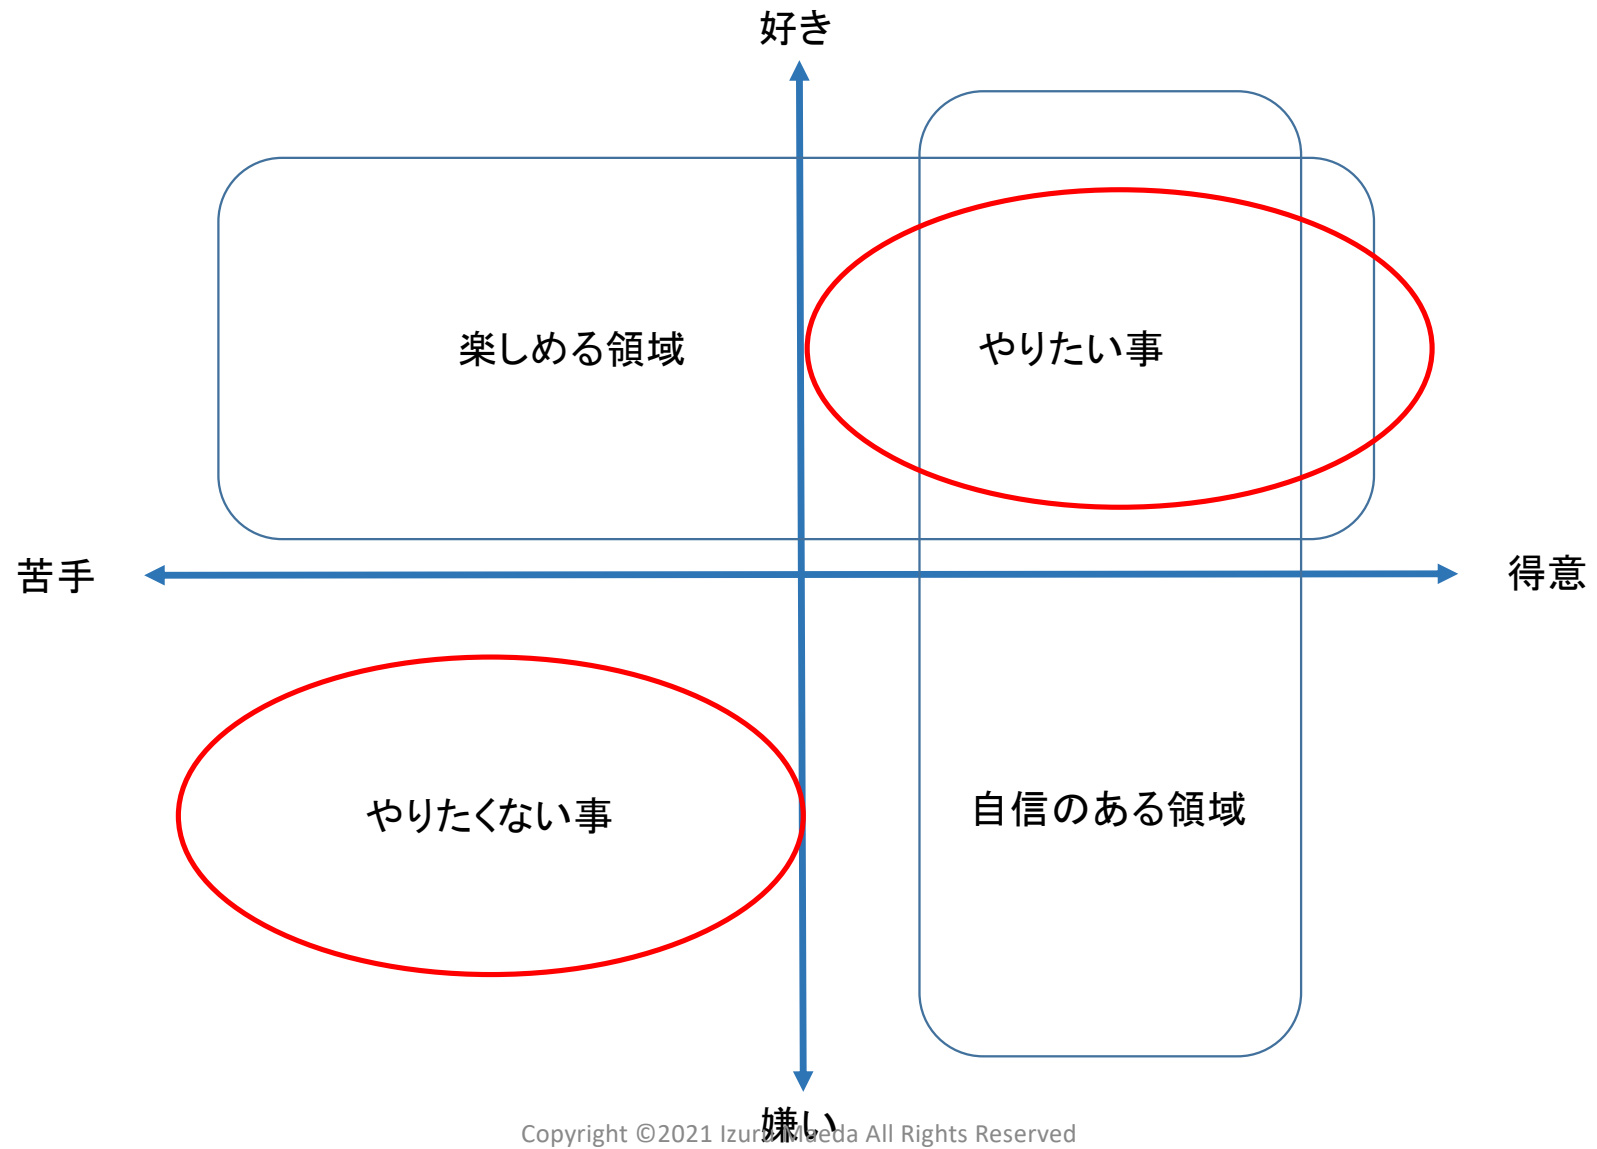 好き
楽しめる領域
やりたい事
苦手
得意
やりたくない事
自信のある領域
嫌い
Copyright ©2021 Izuru Maeda All Rights Reserved